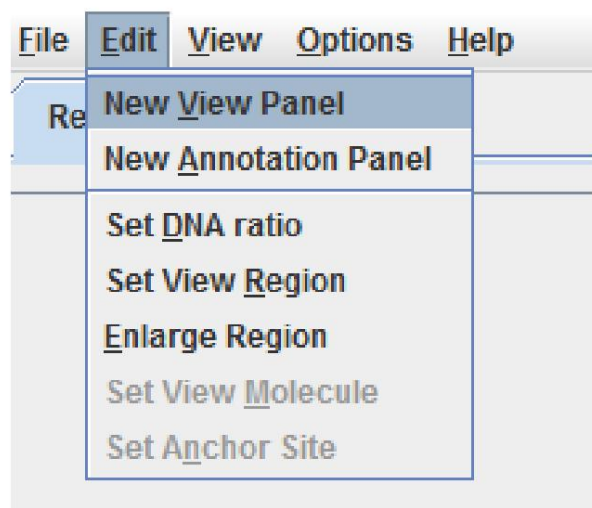 File Edit View Options Help
Re
New View Panel
New Annotation Panel
Set DNA ratio
Set View Region
Enlarge Region
Set View Molecule
Set Anchor Site